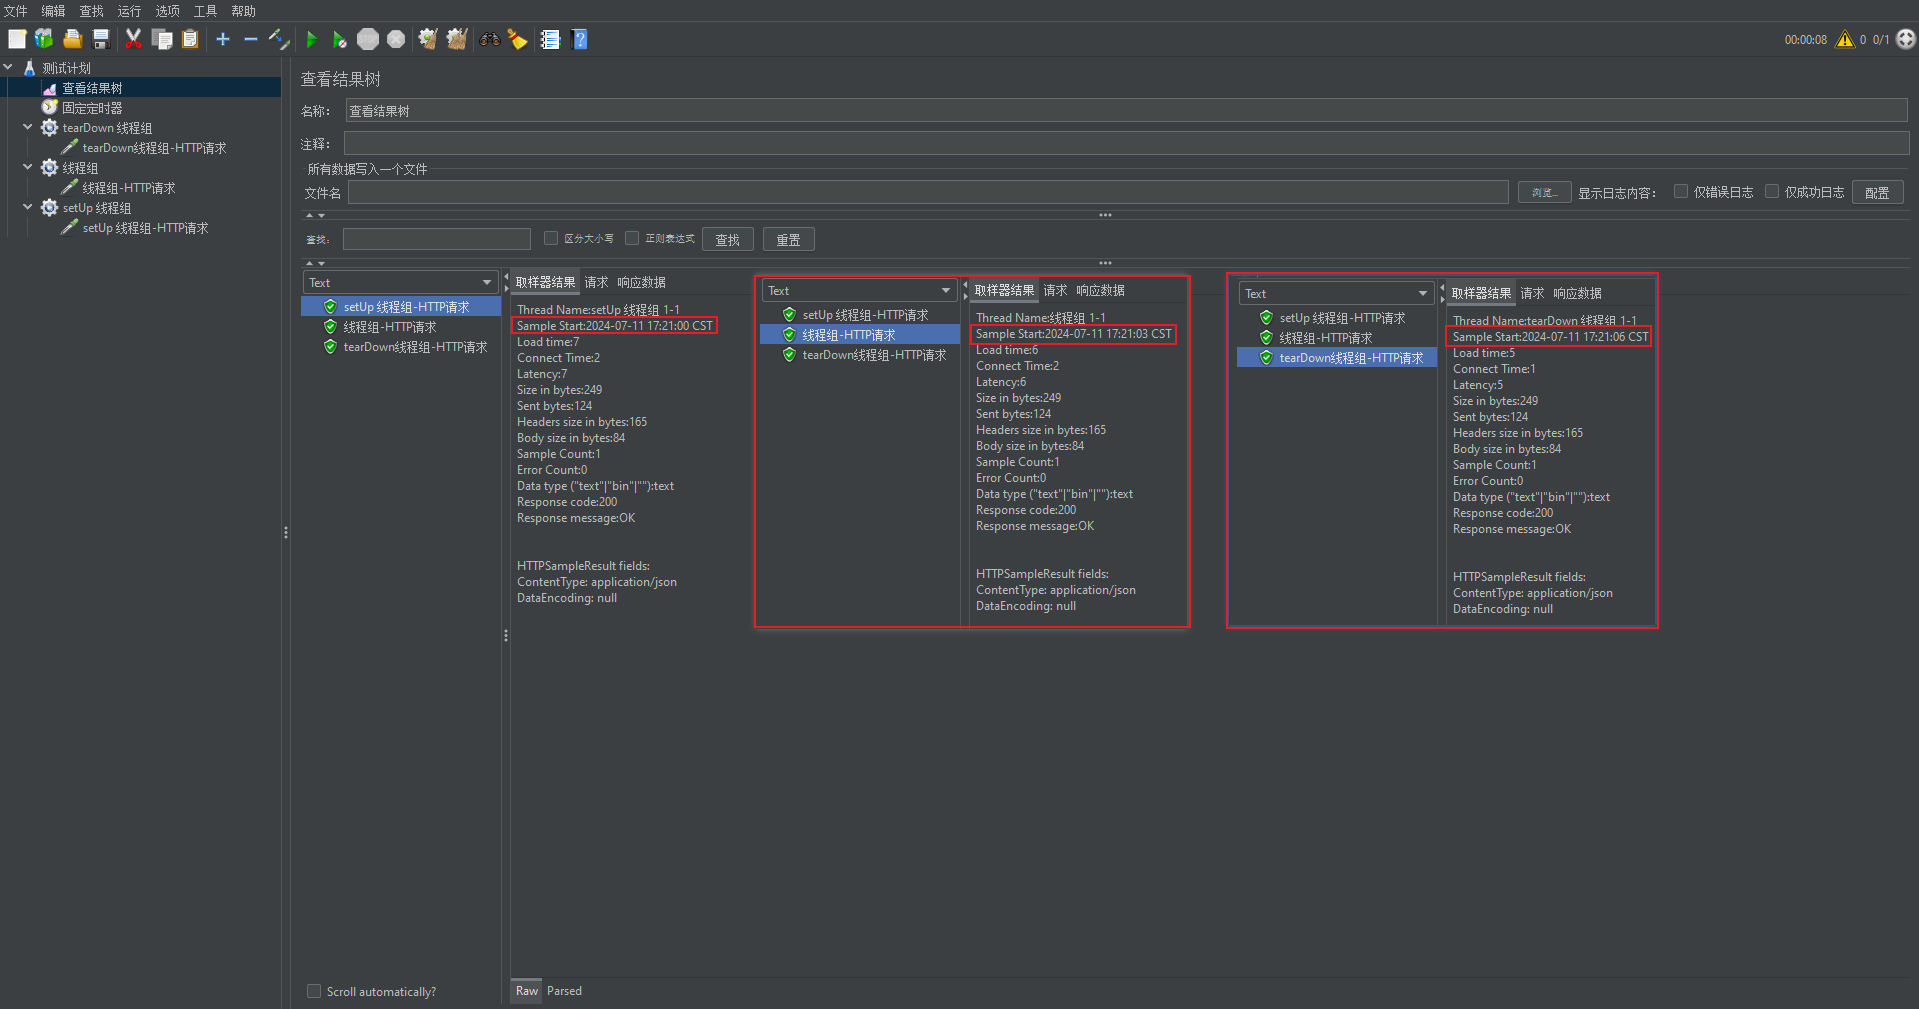 文件 编辑 查找 运行 选项 工具 帮助
00:00:08 0 0/1
测试计划
查看结果树
固定定时器
tearDown 线程组
tearDown线程组-HTTP请求
线程组
线程组-HTTP请求
setUp 线程组
setUp 线程组-HTTP请求
查看结果树
名称： 查看结果树
注释：
所有数据写入一个文件
文件名 浏览... 显示日志内容： 仅错误日志 仅成功日志 配置
查找: 区分大小写 正则表达式 查找 重置
Text
setUp 线程组-HTTP请求
线程组-HTTP请求
tearDown线程组-HTTP请求
取样器结果 请求 响应数据
Thread Name:setUp 线程组 1-1
Sample Start:2024-07-11 17:21:00 CST
Load time:7
Connect Time:2
Latency:7
Size in bytes:249
Sent bytes:124
Headers size in bytes:165
Body size in bytes:84
Sample Count:1
Error Count:0
Data type ("text"|"bin"|""):text
Response code:200
Response message:OK
HTTPSampleResult fields:
ContentType: application/json
DataEncoding: null
Text
setUp 线程组-HTTP请求
线程组-HTTP请求
tearDown线程组-HTTP请求
取样器结果 请求 响应数据
Thread Name:线程组 1-1
Sample Start:2024-07-11 17:21:03 CST
Load time:6
Connect Time:2
Latency:6
Size in bytes:249
Sent bytes:124
Headers size in bytes:165
Body size in bytes:84
Sample Count:1
Error Count:0
Data type ("text"|"bin"|""):text
Response code:200
Response message:OK
HTTPSampleResult fields:
ContentType: application/json
DataEncoding: null
Text
setUp 线程组-HTTP请求
线程组-HTTP请求
tearDown线程组-HTTP请求
取样器结果 请求 响应数据
Thread Name:tearDown 线程组 1-1
Sample Start:2024-07-11 17:21:06 CST
Load time:5
Connect Time:1
Latency:5
Size in bytes:249
Sent bytes:124
Headers size in bytes:165
Body size in bytes:84
Sample Count:1
Error Count:0
Data type ("text"|"bin"|""):text
Response code:200
Response message:OK
HTTPSampleResult fields:
ContentType: application/json
DataEncoding: null
Scroll automatically?
Raw Parsed